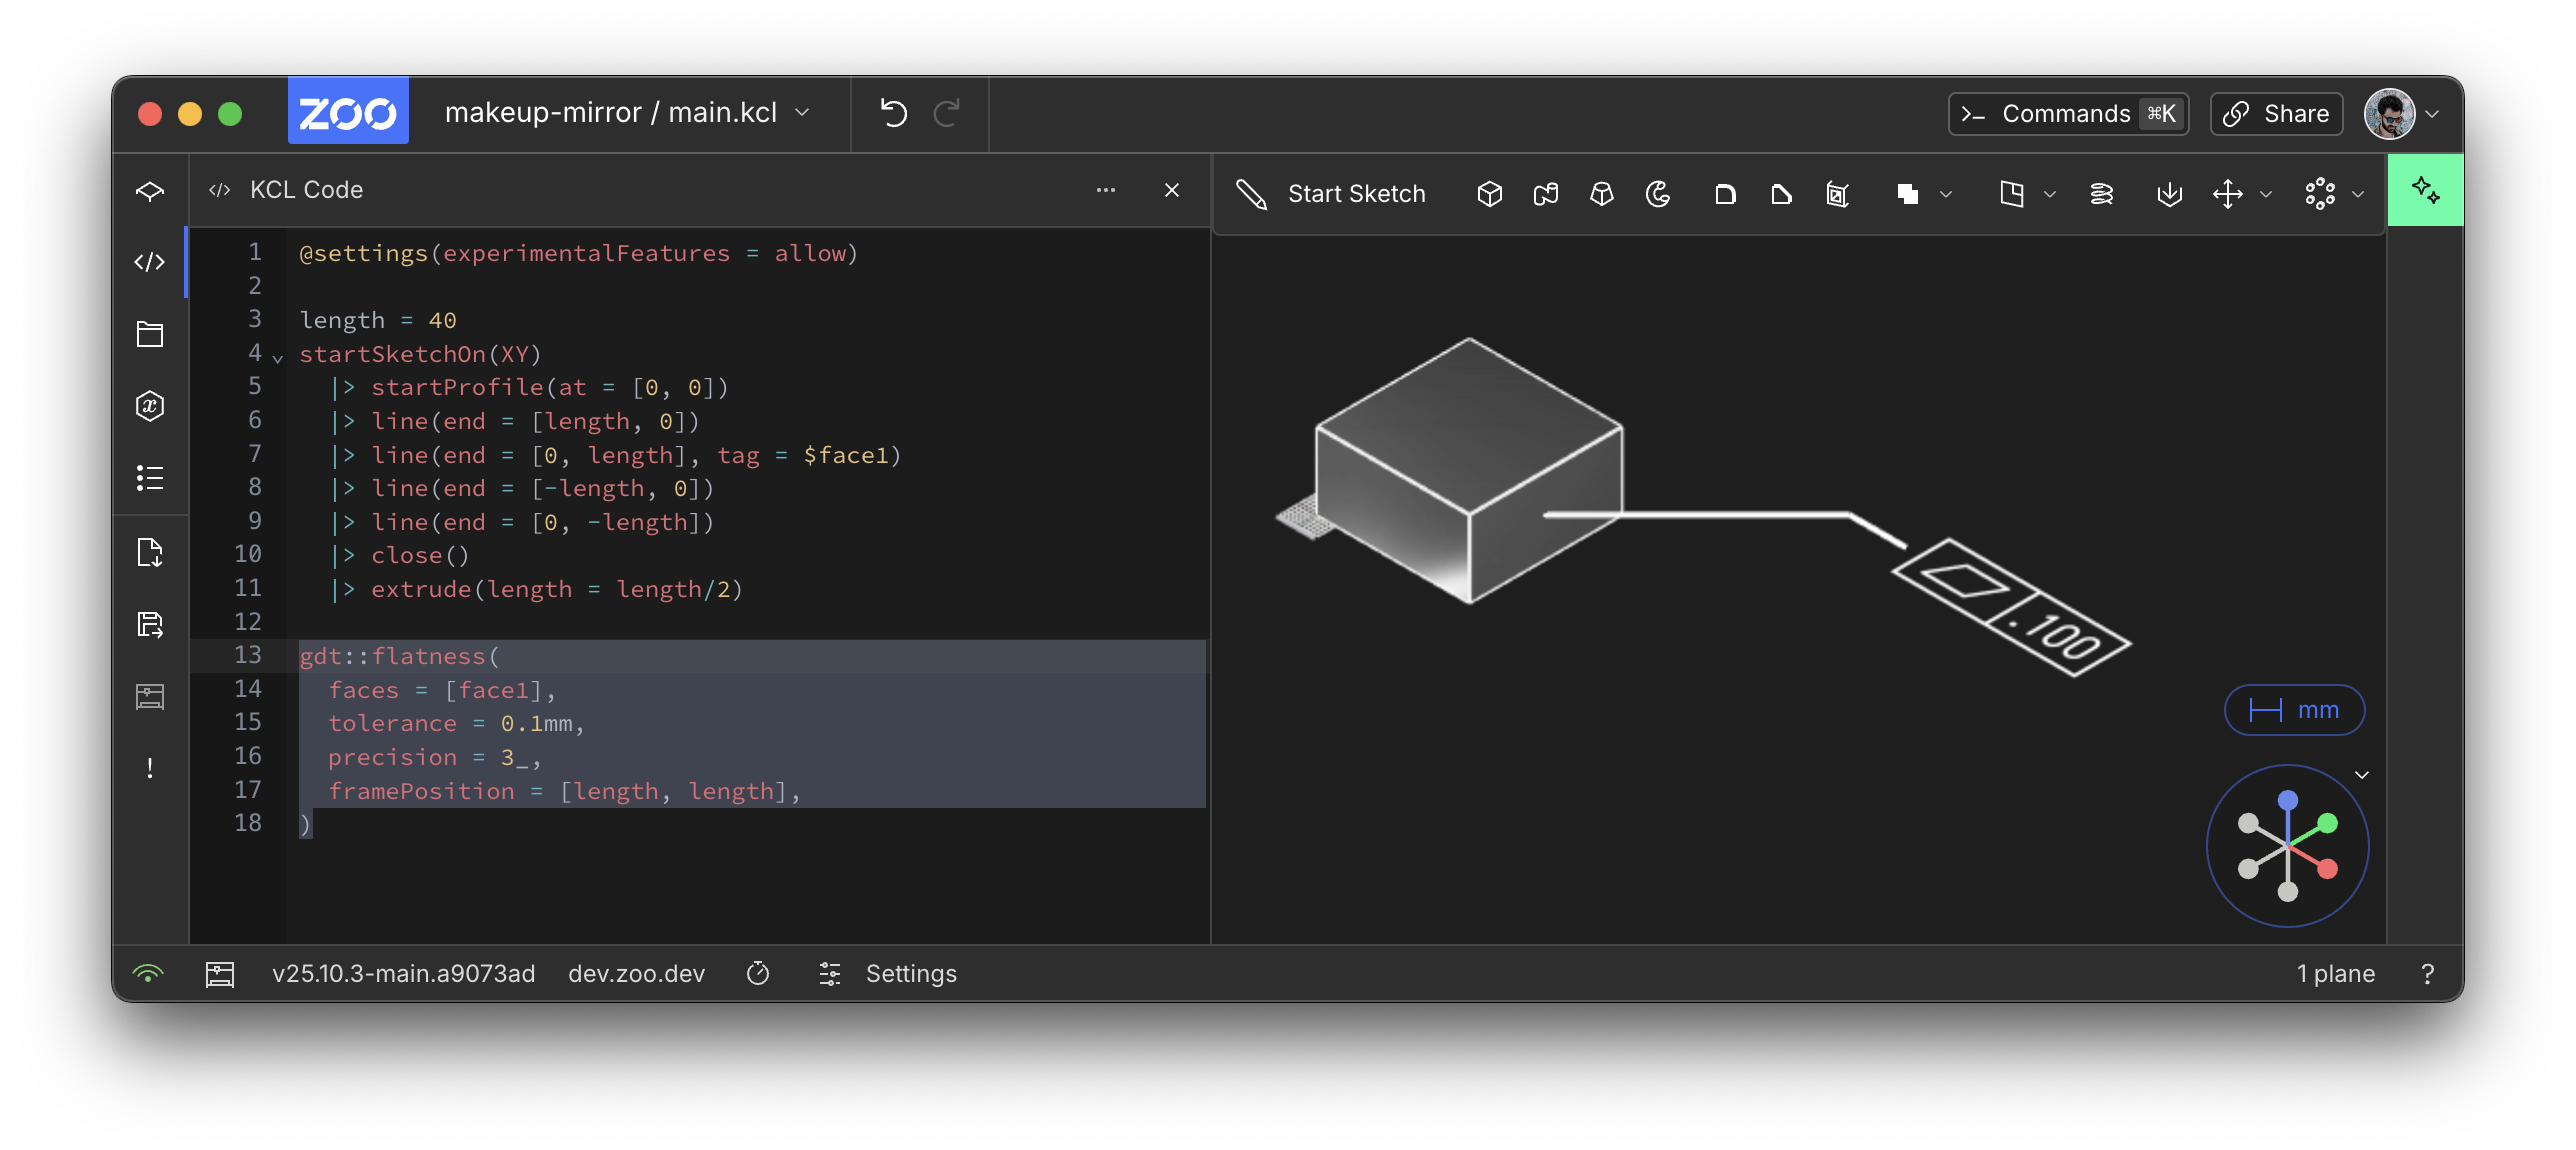 ZOO
makeup-mirror / main.kcl
Commands ⌘K
Share
KCL Code
Start Sketch
1 @settings(experimentalFeatures = allow)
2
3 length = 40
4 startSketchOn(XY)
5   |> startProfile(at = [0, 0])
6   |> line(end = [length, 0])
7   |> line(end = [0, length], tag = $face1)
8   |> line(end = [-length, 0])
9   |> line(end = [0, -length])
10   |> close()
11   |> extrude(length = length/2)
12
13 gdt::flatness(
14   faces = [face1],
15   tolerance = 0.1mm,
16   precision = 3_,
17   framePosition = [length, length],
18 )
.100
mm
v25.10.3-main.a9073ad
dev.zoo.dev
Settings
1 plane
?